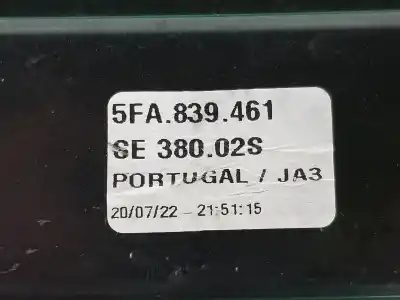 5FA.839.461
SE 380.02S
PORTUGAL / JA3
20/07/22 - 21:51:15